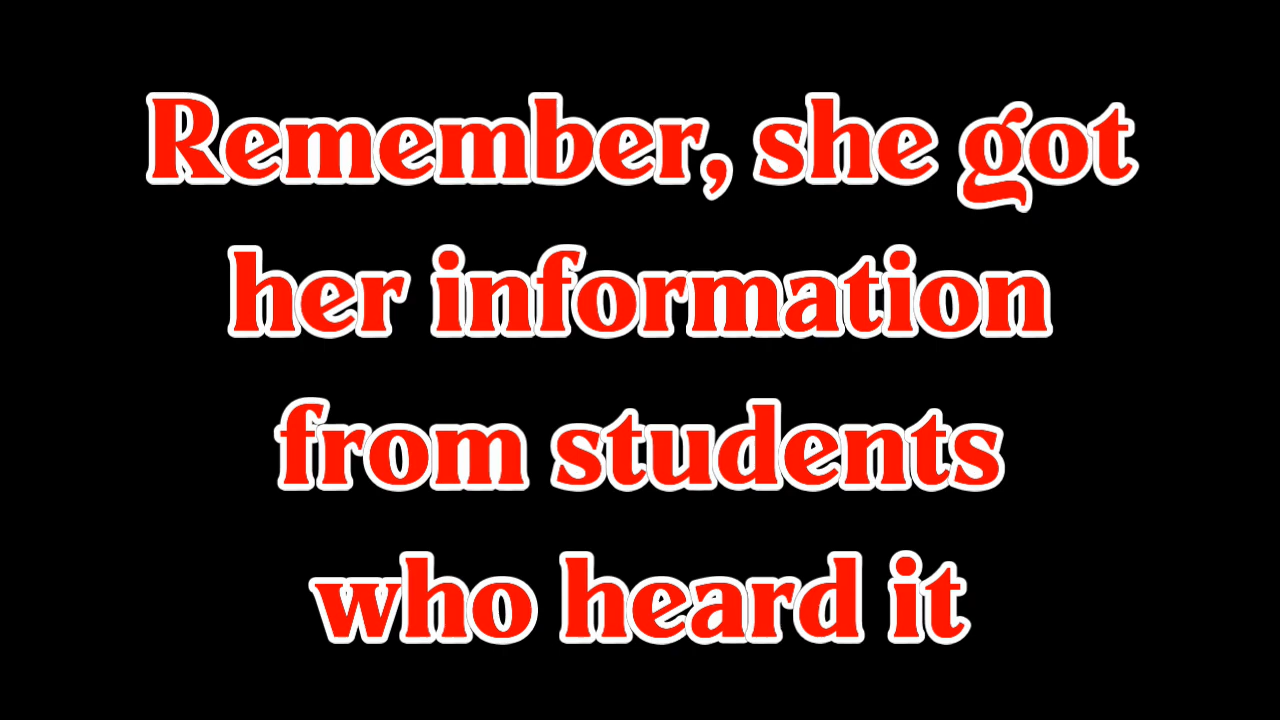 Remember, she got
her information
from students
who heard it